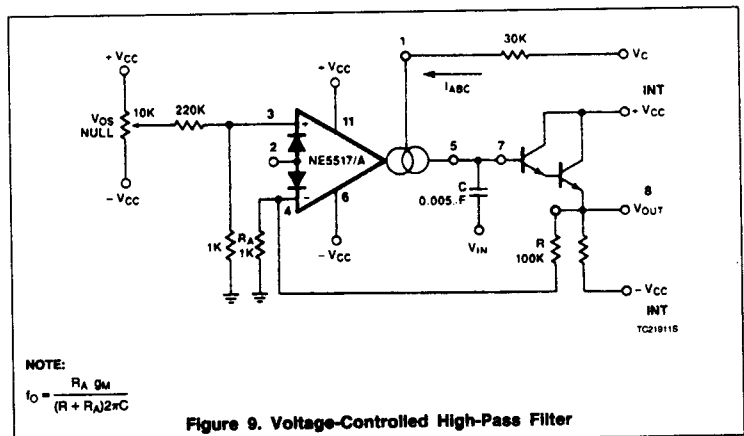 1
30K
VC
IABC
+ VCC
+ VCC
INT
+ VCC
VOS
NULL
10K
220K
3
11
2
NE5517/A
+
−
5
7
C
0.005
F
8
VOUT
− VCC
4
6
RA
1K
1K
− VCC
VIN
R
100K
− VCC
INT
TC21911S
NOTE:
fO = RA gM
(R + RA)2πC
Figure 9. Voltage-Controlled High-Pass Filter